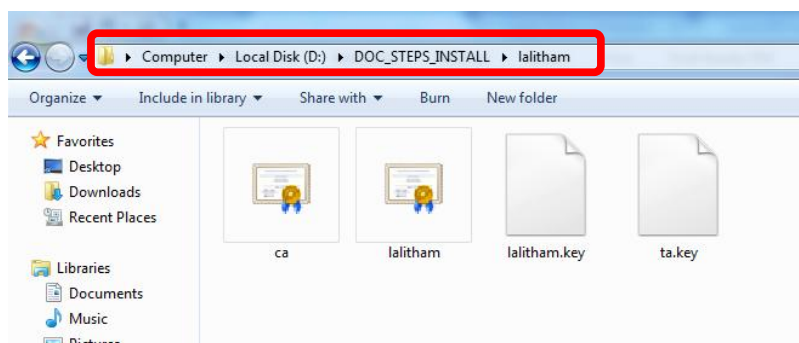 Computer Local Disk (D:) DOC_STEPS_INSTALL lalitham
Organize Include in library Share with Burn New folder
Favorites
Desktop
Downloads
Recent Places
Libraries
Documents
Music
ca
lalitham
lalitham.key
ta.key